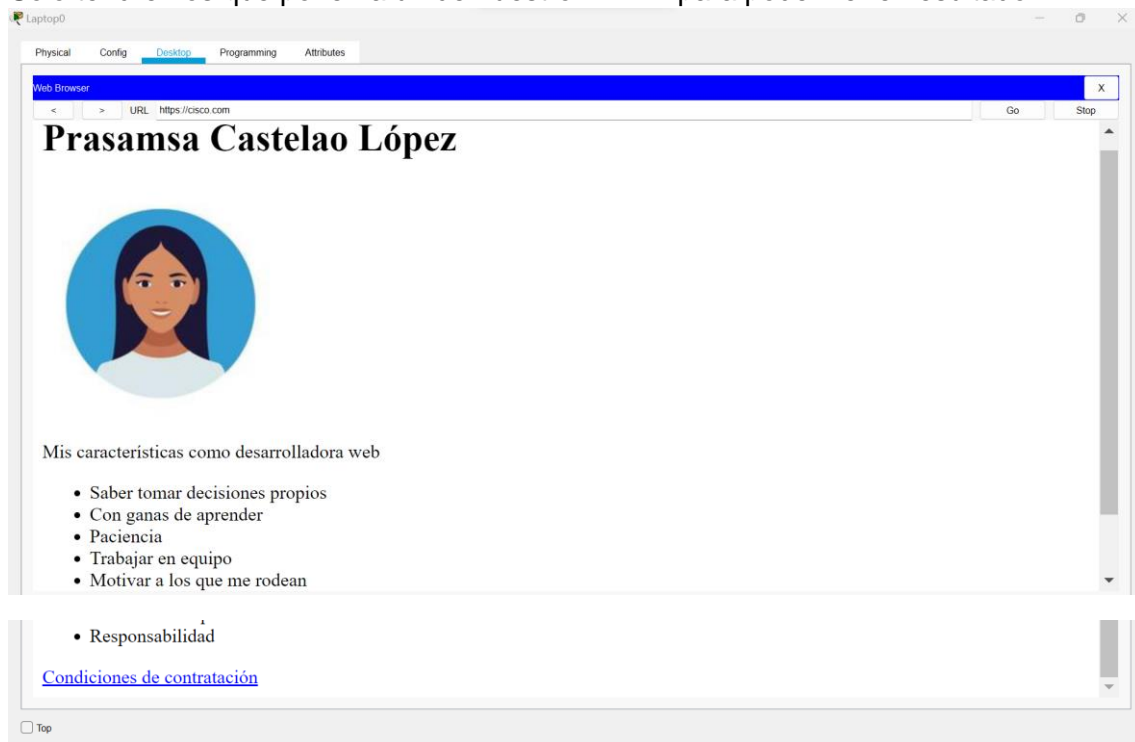 Laptop0
Physical Config Desktop Programming Attributes
Web Browser X
< > URL https://cisco.com Go Stop
Prasamsa Castelao López
Mis características como desarrolladora web
• Saber tomar decisiones propios
• Con ganas de aprender
• Paciencia
• Trabajar en equipo
• Motivar a los que me rodean
• Responsabilidad
Condiciones de contratación
Top